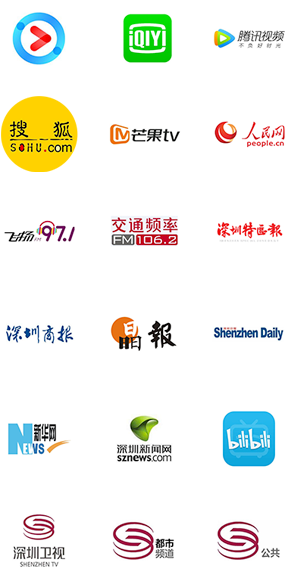 iQIYI
腾讯视频
不负好时光
搜狐
SOHU.com
芒果tv
人民网
people.cn
飞扬FM97.1
交通频率
FM106.2
深圳特区報
深圳商报
晶報
Shenzhen Daily
新华网
NEWS
深圳新闻网
sznews.com
bilibili
深圳卫视
SHENZHEN TV
都市
频道
公共